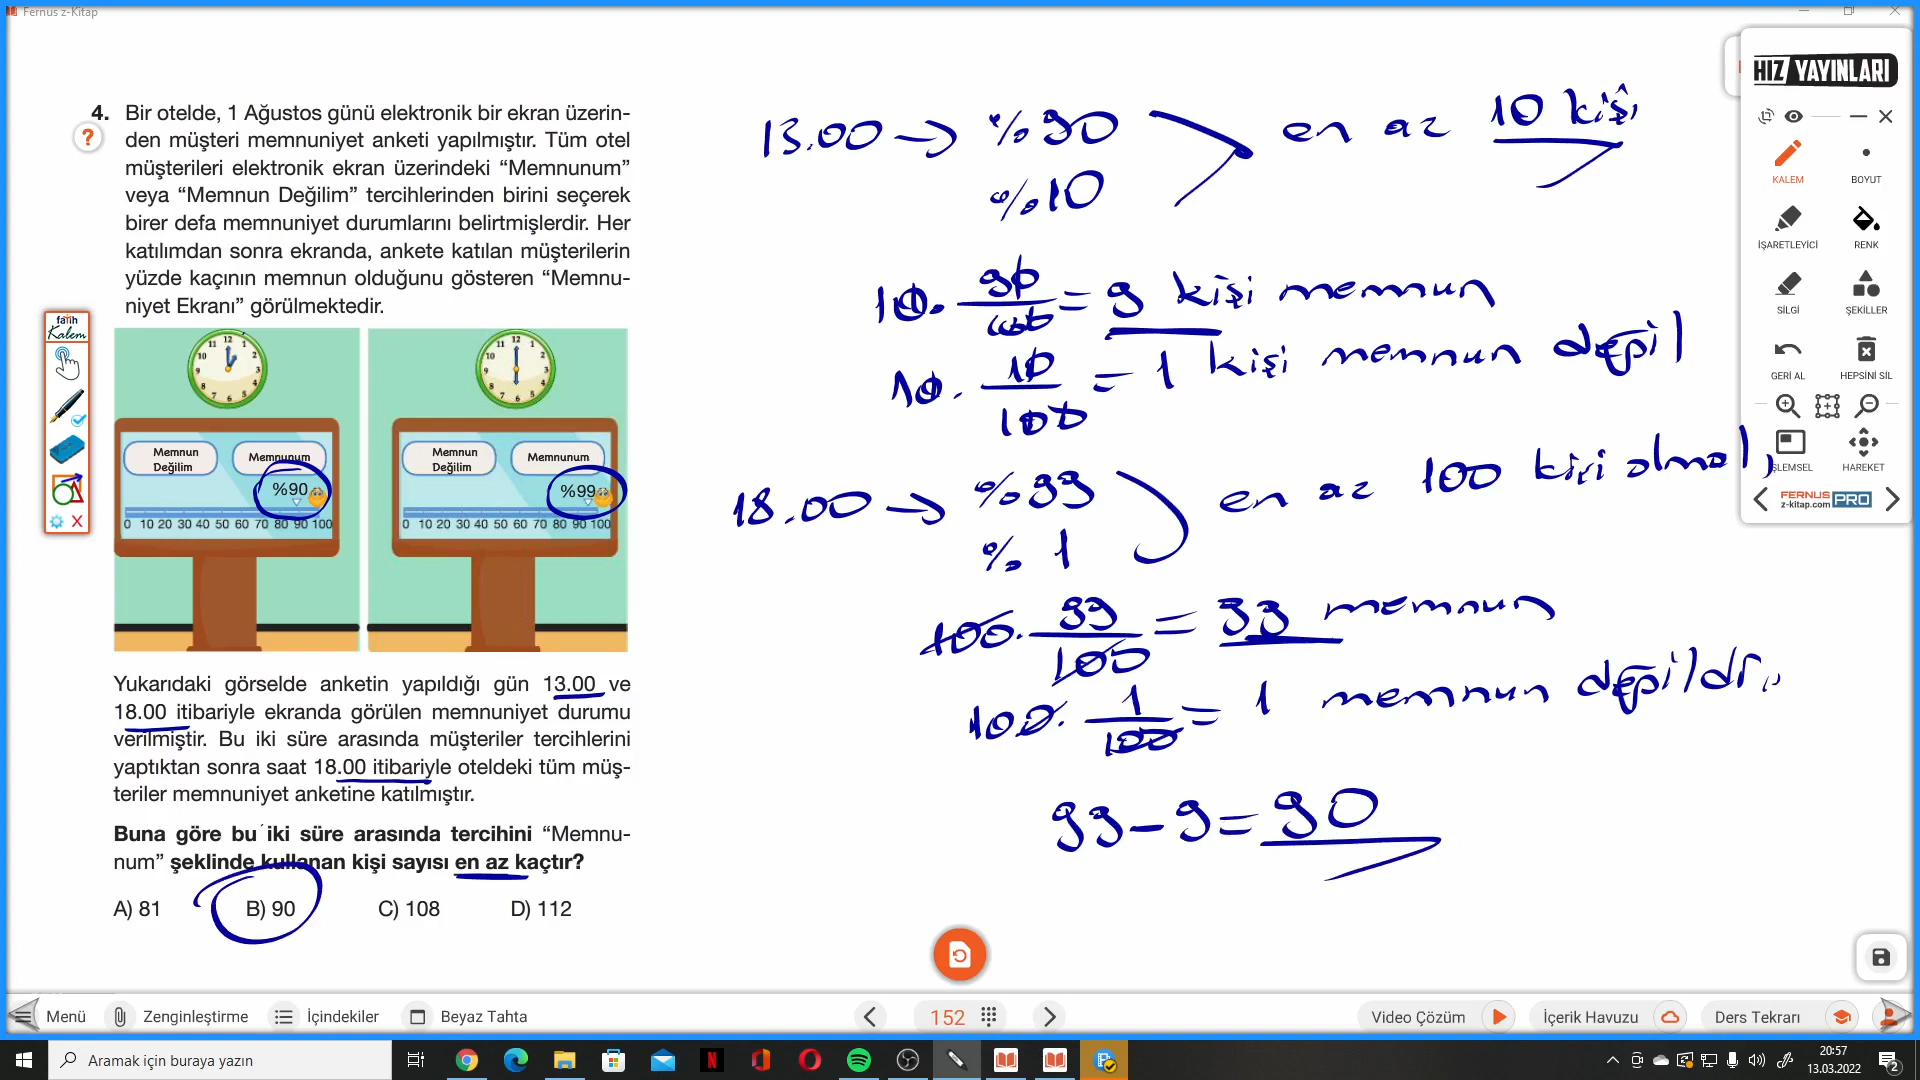 Fernus z-Kitap
4. Bir otelde, 1 Ağustos günü elektronik bir ekran üzerin-
den müşteri memnuniyet anketi yapılmıştır. Tüm otel
müşterileri elektronik ekran üzerindeki “Memnunum”
veya “Memnun Değilim” tercihlerinden birini seçerek
birer defa memnuniyet durumlarını belirtmişlerdir. Her
katılımdan sonra ekranda, ankete katılan müşterilerin
yüzde kaçının memnun olduğunu gösteren “Memnu-
niyet Ekranı” görülmektedir.
?
fatih
Kalem
Memnun
Değilim
Memnunum
%90
0 10 20 30 40 50 60 70 80 90 100
Memnun
Değilim
Memnunum
%99
0 10 20 30 40 50 60 70 80 90 100
Yukarıdaki görselde anketin yapıldığı gün 13.00 ve
18.00 itibariyle ekranda görülen memnuniyet durumu
verilmiştir. Bu iki süre arasında müşteriler tercihlerini
yaptıktan sonra saat 18.00 itibariyle oteldeki tüm müş-
teriler memnuniyet anketine katılmıştır.
Buna göre bu iki süre arasında tercihini “Memnu-
num” şeklinde kullanan kişi sayısı en az kaçtır?
A) 81 B) 90 C) 108 D) 112
13.00 → %90 en az 10 kişi
%10
10. 90/100 = 9 kişi memnun
10. 10/100 = 1 kişi memnun değil
18.00 → %99 en az 100 kişi olmalı,
% 1
100. 99/100 = 99 memnun
100. 1/100 = 1 memnun değildir.
99-9=90
HIZ YAYINLARI
KALEM BOYUT
İŞARETLEYİCİ RENK
SİLGİ ŞEKİLLER
GERİ AL HEPSİNİ SİL
İŞLEMSEL HAREKET
FERNUS PRO
z-kitap.com
Menü Zenginleştirme İçindekiler Beyaz Tahta 152 Video Çözüm İçerik Havuzu Ders Tekrarı
Aramak için buraya yazın
20:57
13.03.2022
2